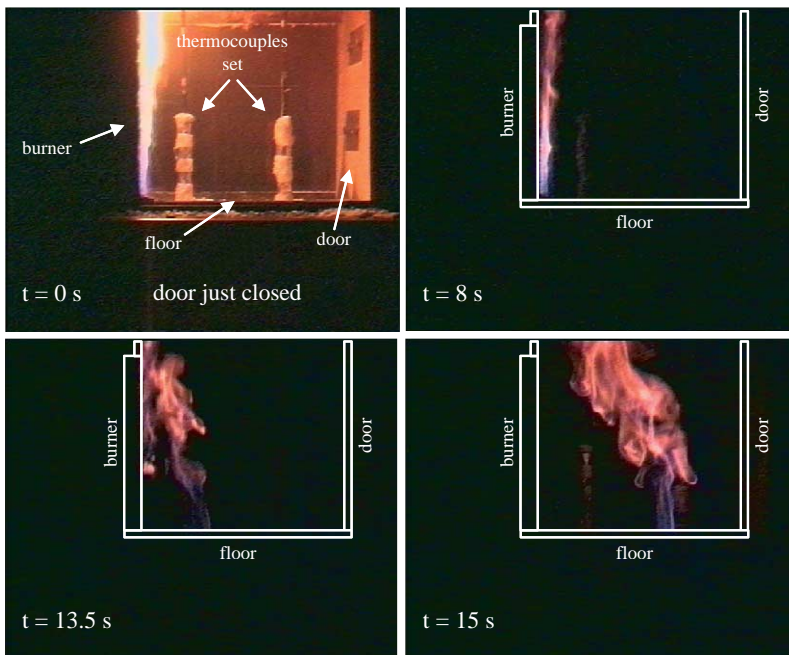 thermocouples
set
burner
floor
door
t = 0 s
door just closed
burner
door
floor
t = 8 s
burner
door
floor
t = 13.5 s
burner
door
floor
t = 15 s